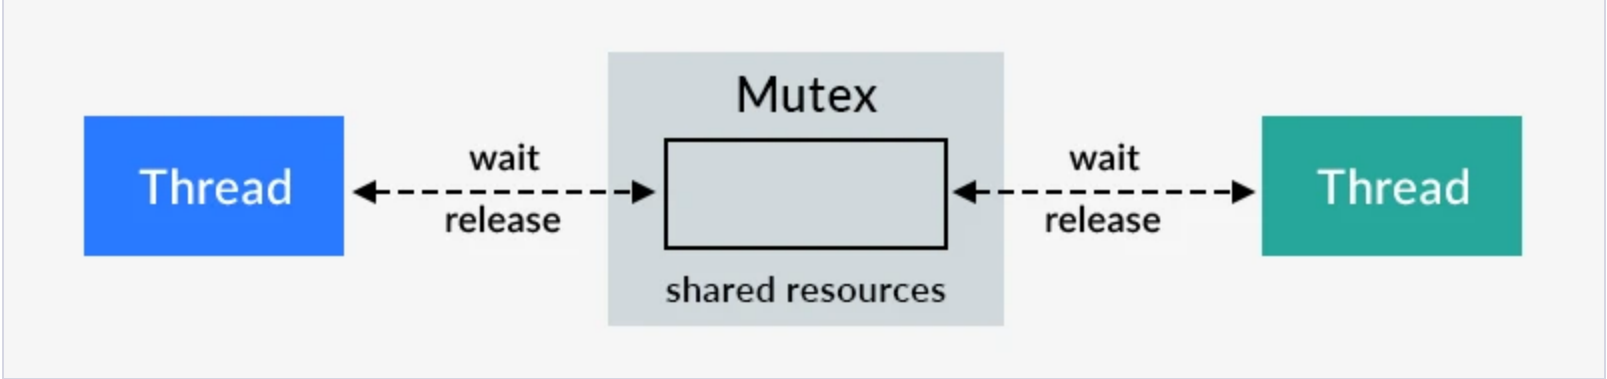 Mutex
Thread
wait
release
wait
release
Thread
shared resources